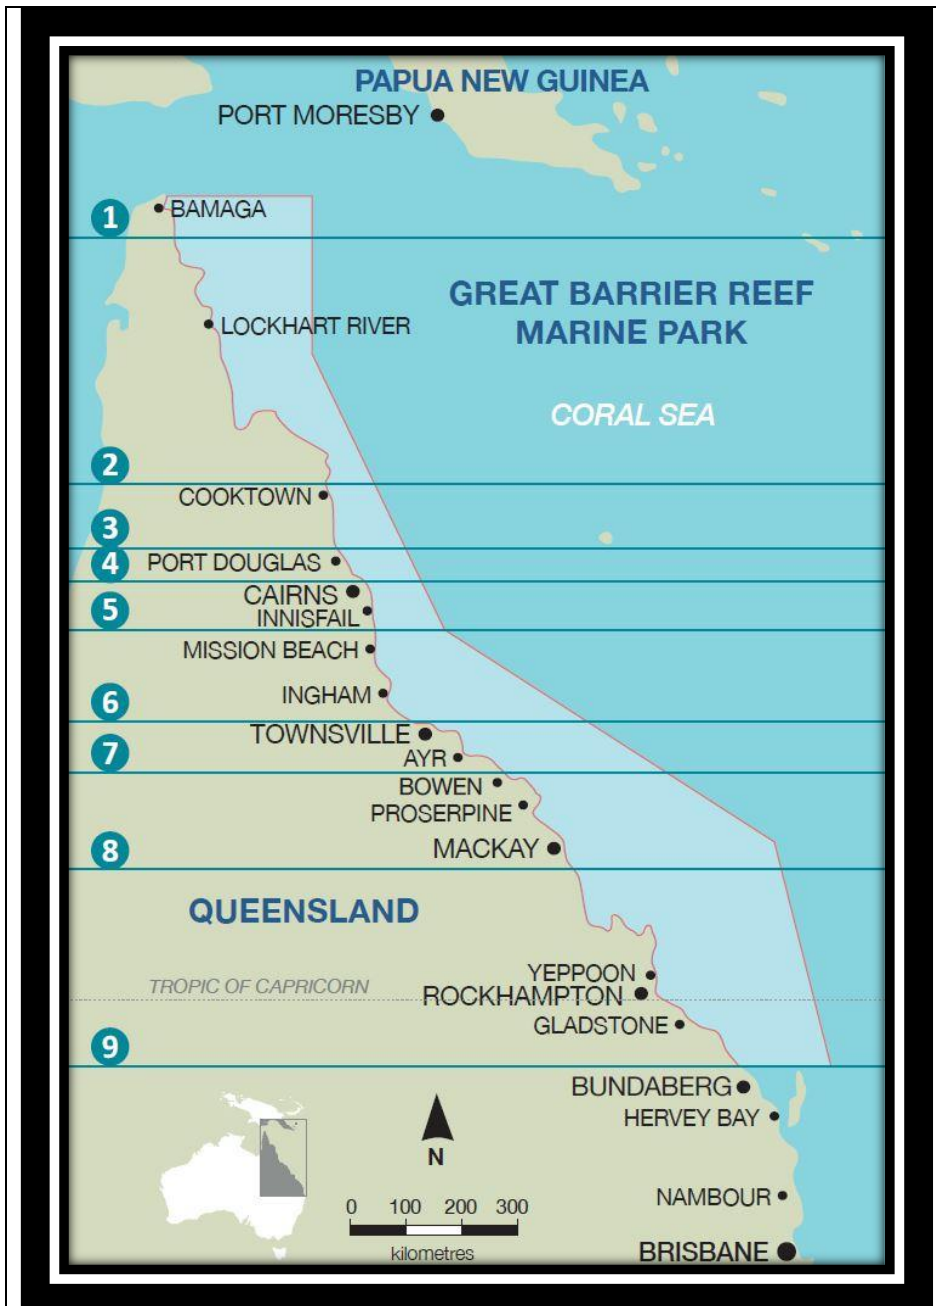 PAPUA NEW GUINEA
PORT MORESBY
1
BAMAGA
GREAT BARRIER REEF
MARINE PARK
LOCKHART RIVER
CORAL SEA
2
COOKTOWN
3
4
PORT DOUGLAS
CAIRNS
5
INNISFAIL
MISSION BEACH
INGHAM
6
TOWNSVILLE
7
AYR
BOWEN
PROSERPINE
8
MACKAY
QUEENSLAND
YEPPOON
TROPIC OF CAPRICORN
ROCKHAMPTON
GLADSTONE
9
BUNDABERG
HERVEY BAY
N
NAMBOUR
0 100 200 300
kilometres
BRISBANE